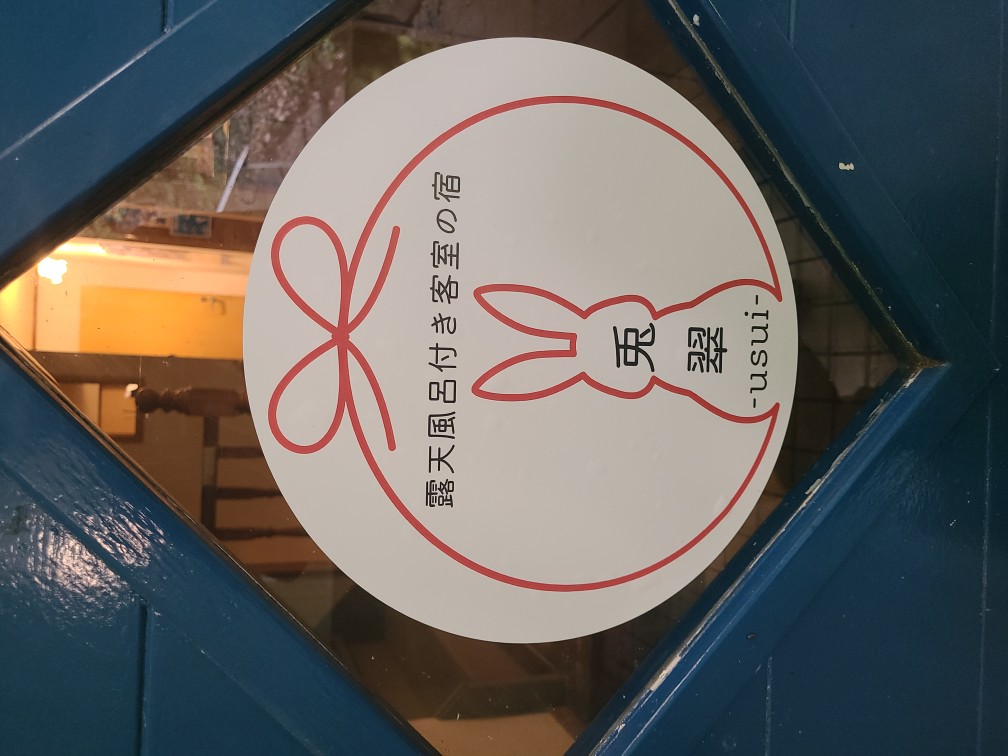 露天風呂付き客室の宿
兎
翠
-usui-